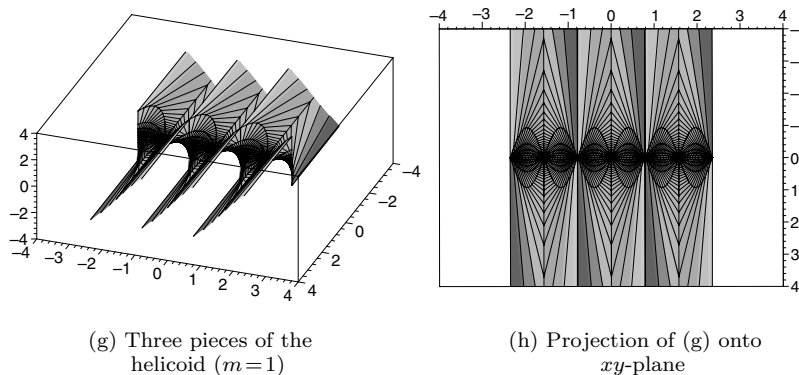 −4 −3 −2 −1 0 1 2 3 4
4
2
0
−2
−4
−4 −3 −2 −1 0 1 2 3 4
4
2
0
−2
−4
0
1
2
3
4
(g) Three pieces of the
helicoid (m=1)
(h) Projection of (g) onto
xy-plane